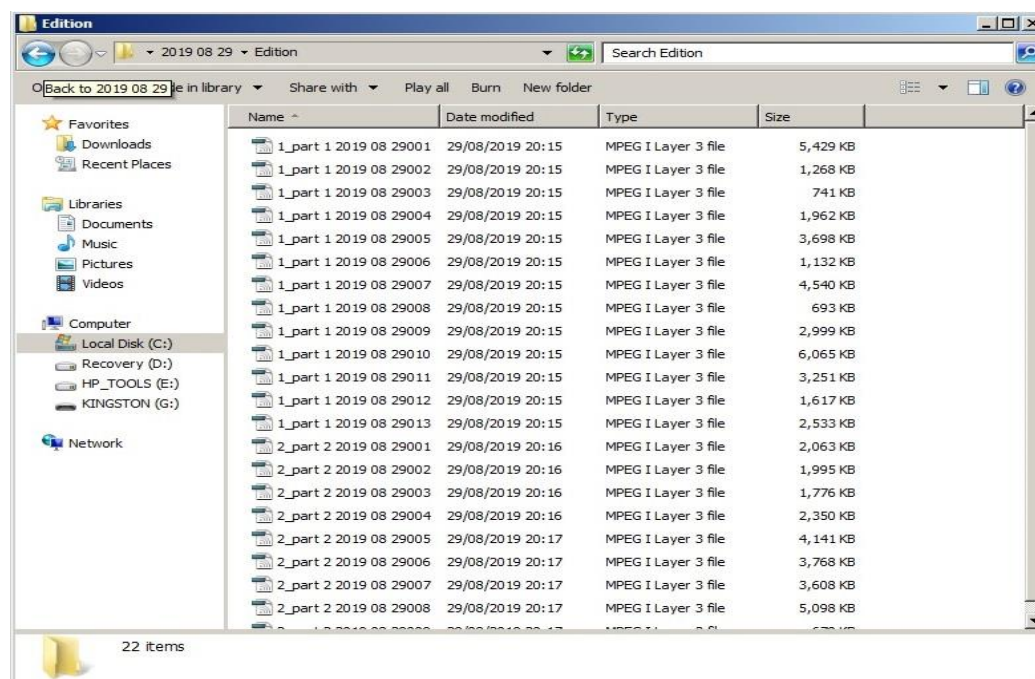 Edition
2019 08 29 Edition
Search Edition
O
Back to 2019 08 29
e in library Share with Play all Burn New folder
Favorites
Downloads
Recent Places
Libraries
Documents
Music
Pictures
Videos
Computer
Local Disk (C:)
Recovery (D:)
HP_TOOLS (E:)
KINGSTON (G:)
Network
Name Date modified Type Size
1_part 1 2019 08 29001 29/08/2019 20:15 MPEG I Layer 3 file 5,429 KB
1_part 1 2019 08 29002 29/08/2019 20:15 MPEG I Layer 3 file 1,268 KB
1_part 1 2019 08 29003 29/08/2019 20:15 MPEG I Layer 3 file 741 KB
1_part 1 2019 08 29004 29/08/2019 20:15 MPEG I Layer 3 file 1,962 KB
1_part 1 2019 08 29005 29/08/2019 20:15 MPEG I Layer 3 file 3,698 KB
1_part 1 2019 08 29006 29/08/2019 20:15 MPEG I Layer 3 file 1,132 KB
1_part 1 2019 08 29007 29/08/2019 20:15 MPEG I Layer 3 file 4,540 KB
1_part 1 2019 08 29008 29/08/2019 20:15 MPEG I Layer 3 file 693 KB
1_part 1 2019 08 29009 29/08/2019 20:15 MPEG I Layer 3 file 2,999 KB
1_part 1 2019 08 29010 29/08/2019 20:15 MPEG I Layer 3 file 6,065 KB
1_part 1 2019 08 29011 29/08/2019 20:15 MPEG I Layer 3 file 3,251 KB
1_part 1 2019 08 29012 29/08/2019 20:15 MPEG I Layer 3 file 1,617 KB
1_part 1 2019 08 29013 29/08/2019 20:15 MPEG I Layer 3 file 2,533 KB
2_part 2 2019 08 29001 29/08/2019 20:16 MPEG I Layer 3 file 2,063 KB
2_part 2 2019 08 29002 29/08/2019 20:16 MPEG I Layer 3 file 1,995 KB
2_part 2 2019 08 29003 29/08/2019 20:16 MPEG I Layer 3 file 1,776 KB
2_part 2 2019 08 29004 29/08/2019 20:16 MPEG I Layer 3 file 2,350 KB
2_part 2 2019 08 29005 29/08/2019 20:17 MPEG I Layer 3 file 4,141 KB
2_part 2 2019 08 29006 29/08/2019 20:17 MPEG I Layer 3 file 3,768 KB
2_part 2 2019 08 29007 29/08/2019 20:17 MPEG I Layer 3 file 3,608 KB
2_part 2 2019 08 29008 29/08/2019 20:17 MPEG I Layer 3 file 5,098 KB
22 items